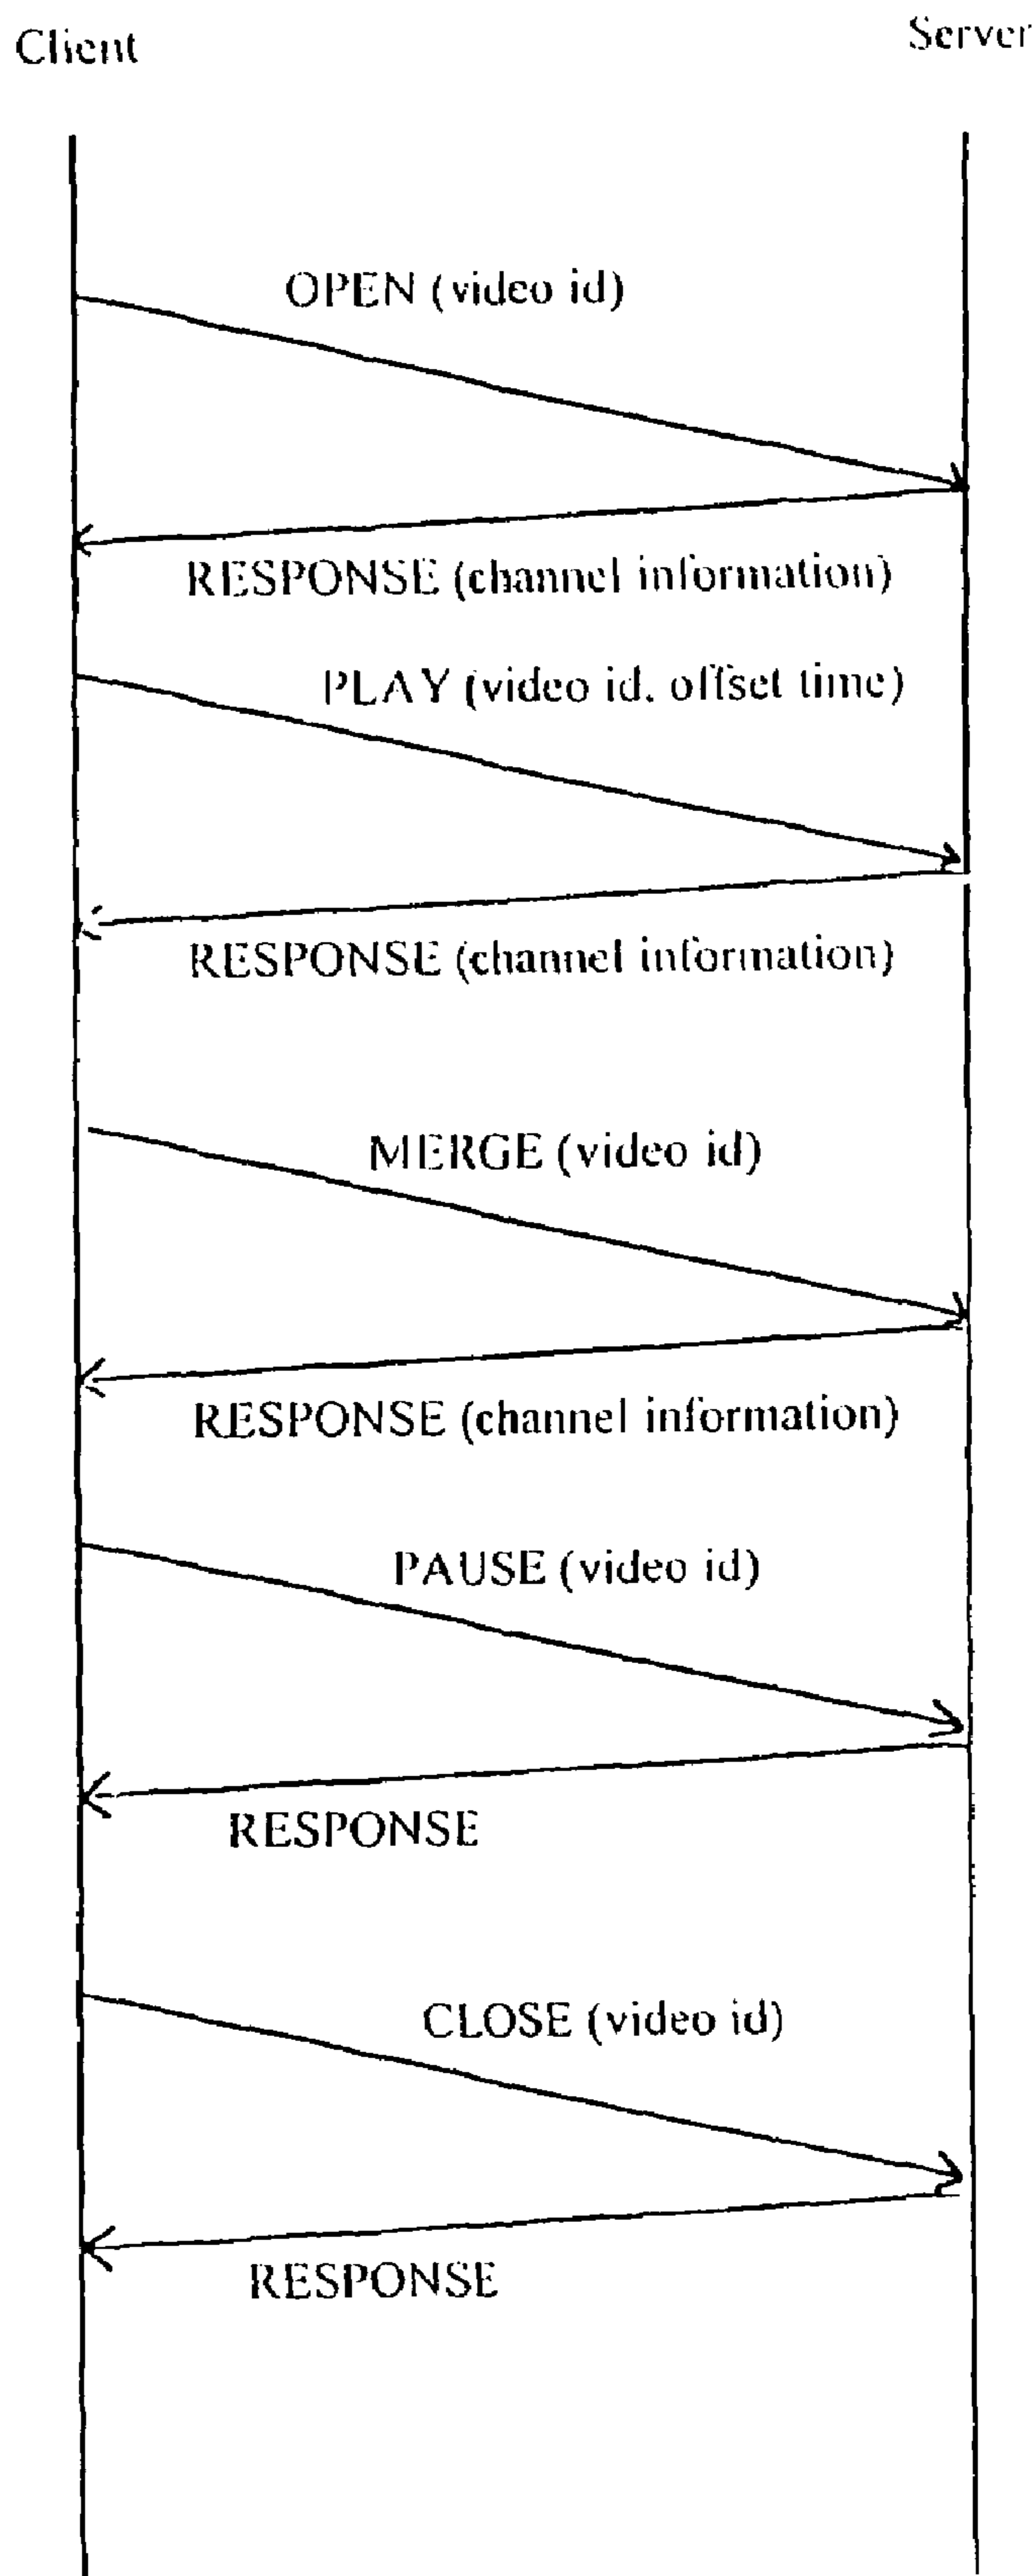 Client
Server
OPEN (video id)
RESPONSE (channel information)
PLAY (video id, offset time)
RESPONSE (channel information)
MERGE (video id)
RESPONSE (channel information)
PAUSE (video id)
RESPONSE
CLOSE (video id)
RESPONSE